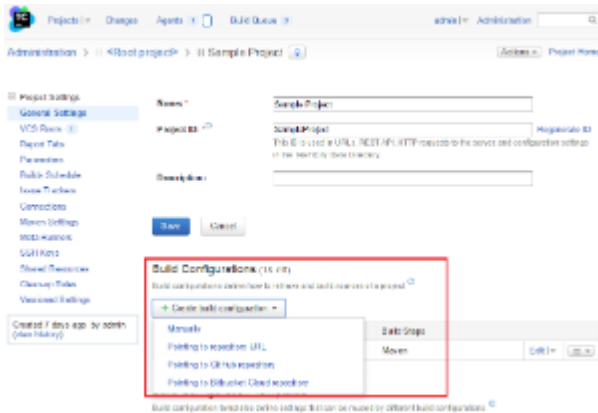 Projects Changes Agents 1 Build Queue admin Administration
Administration > <Root project> > Sample Project
Actions Project Home
Project Settings
General Settings
VCS Roots 1
Report Tabs
Parameters
Builds Schedule
Issue Trackers
Connections
Maven Settings
Meta-Runners
SSH Keys
Shared Resources
Clean-up Rules
Versioned Settings
Created 7 days ago by admin
(view history)
Name: *
Sample Project
Project ID:
SampleProject
Regenerate ID
This ID is used in URLs, REST API, HTTP requests to the server and configuration settings
in the TeamCity Data Directory.
Description:
Save Cancel
Build Configurations
Build configurations define how to retrieve and build sources of a project.
+ Create build configuration
Manually
Pointing to repository URL
Pointing to GitHub repository
Pointing to Bitbucket Cloud repository
Build Steps
Maven
Edit
Build configuration templates define settings that can be reused by different build configurations.